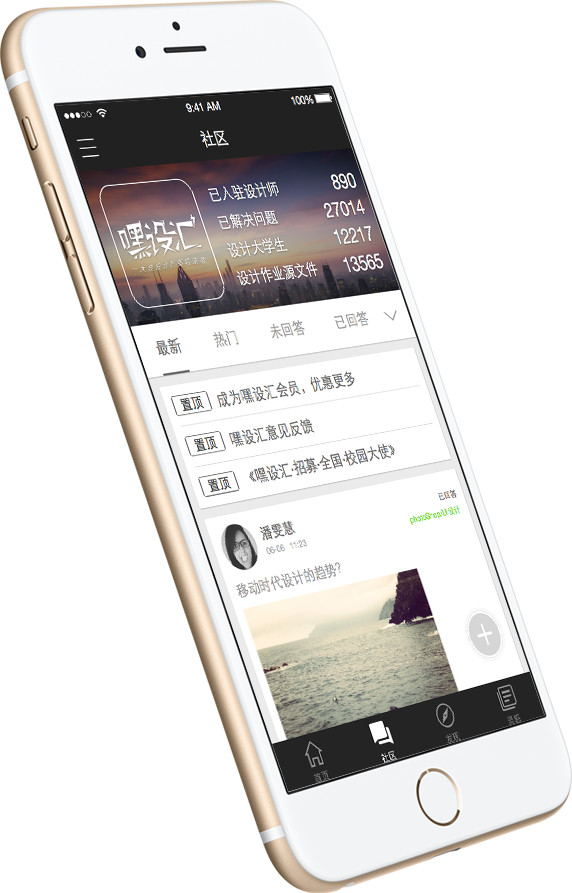 9:41 AM 100%
社区
嘿设汇
已入驻设计师 890
已解决问题 27014
设计大学生 12217
设计作业源文件 13565
最新 热门 未回答 已回答
置顶 成为嘿设汇会员，优惠更多
置顶 嘿设汇意见反馈
置顶 《嘿设汇·招募·全国·校园大使》
潘雯慧 已回答
06-06 11:23 photoshop/UI设计
移动时代设计的趋势?
首页 社区 发现